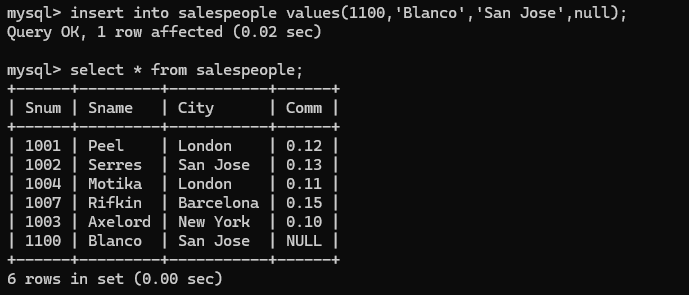 mysql> insert into salespeople values(1100,'Blanco','San Jose',null);
Query OK, 1 row affected (0.02 sec)

mysql> select * from salespeople;
+------+---------+-----------+------+
| Snum | Sname   | City      | Comm |
+------+---------+-----------+------+
| 1001 | Peel    | London    | 0.12 |
| 1002 | Serres  | San Jose  | 0.13 |
| 1004 | Motika  | London    | 0.11 |
| 1007 | Rifkin  | Barcelona | 0.15 |
| 1003 | Axelord | New York  | 0.10 |
| 1100 | Blanco  | San Jose  | NULL |
+------+---------+-----------+------+
6 rows in set (0.00 sec)